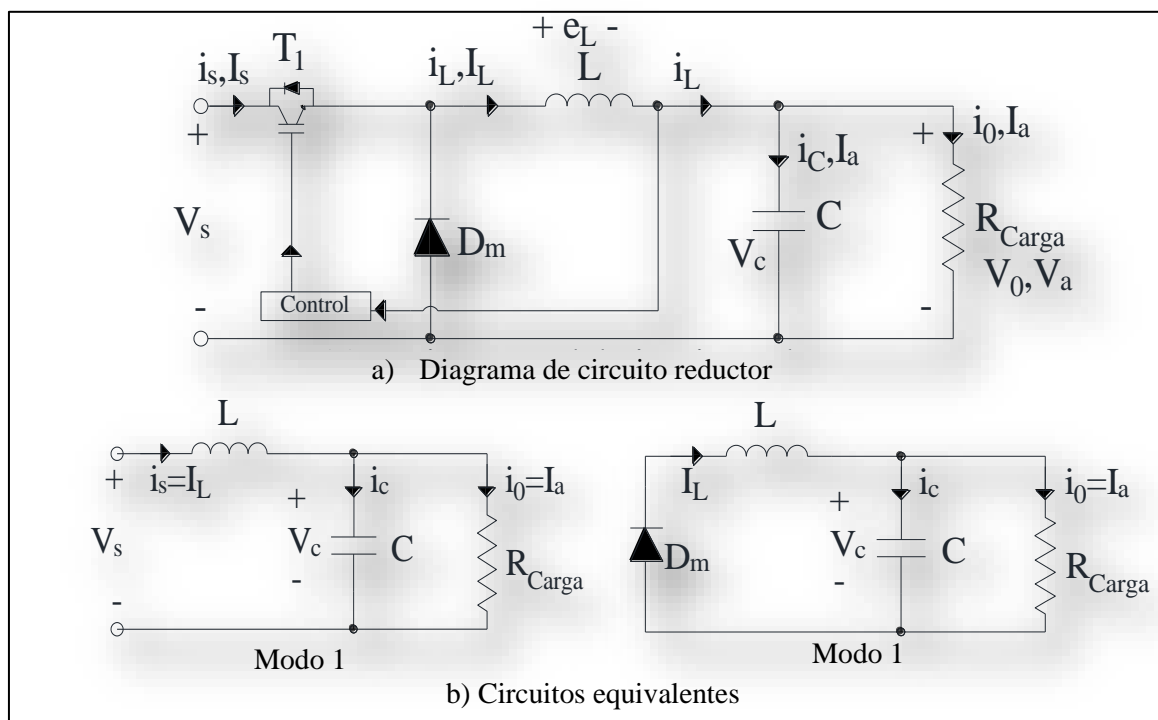 + e_L -
T_1
i_s,I_s
i_L,I_L
L
i_L
+
+
i_0,I_a
i_C,I_a
V_s
D_m
C
V_c
R_Carga
V_0,V_a
Control
-
-
a) Diagrama de circuito reductor
L
i_s=I_L
i_c
i_0=I_a
+
+
V_s
V_c
C
R_Carga
-
-
Modo 1
L
I_L
i_c
i_0=I_a
+
D_m
V_c
C
R_Carga
-
Modo 1
b) Circuitos equivalentes